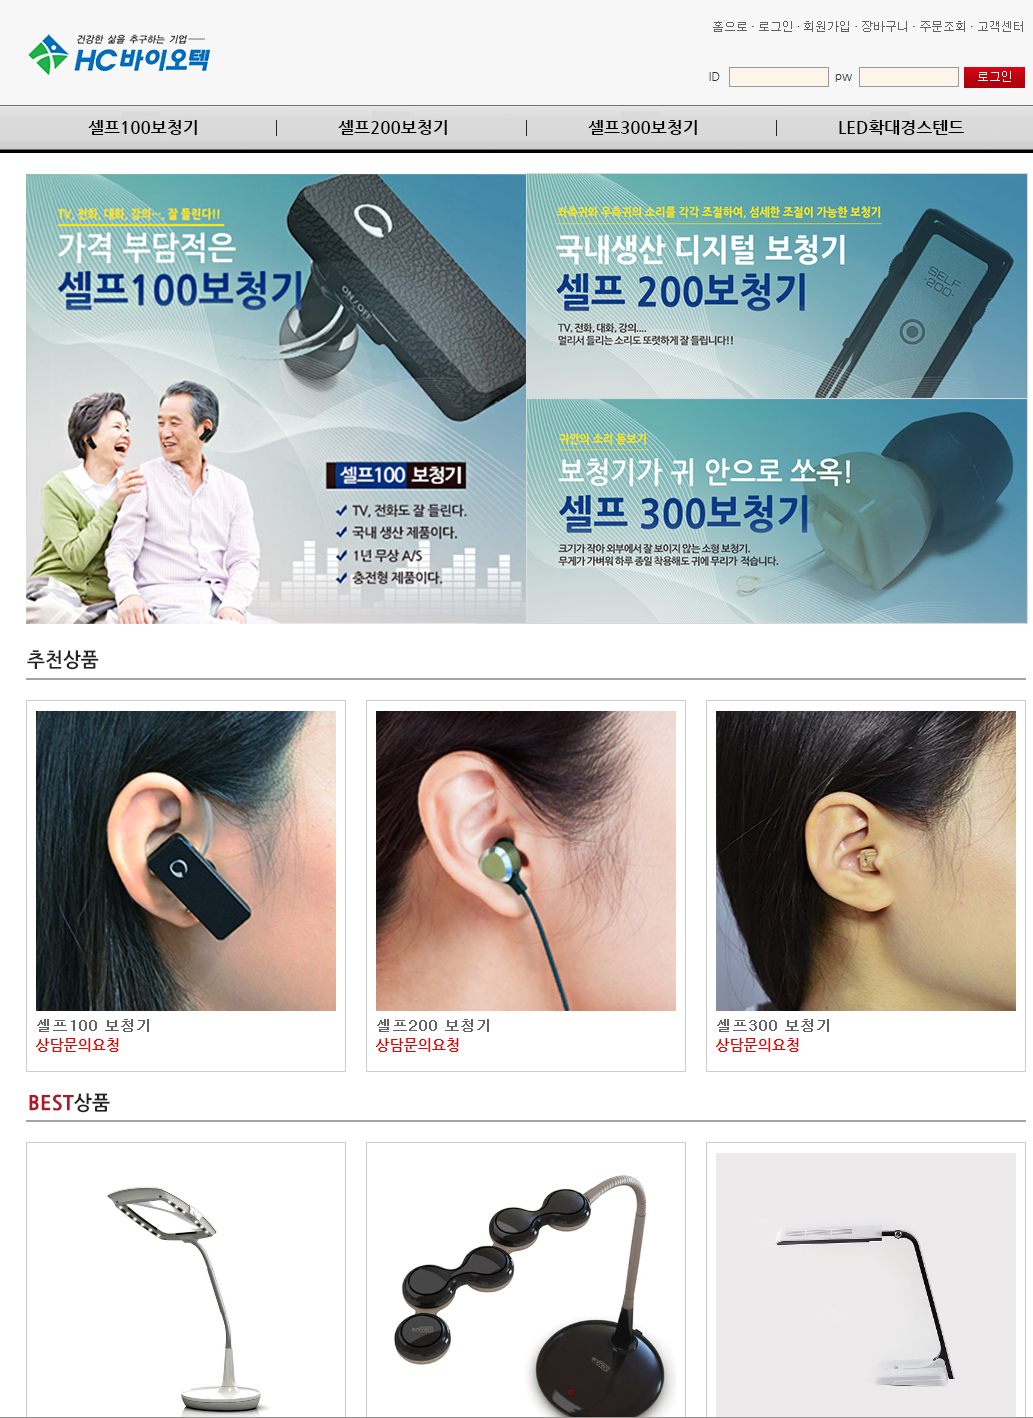 홈으로 · 로그인 · 회원가입 · 장바구니 · 주문조회 · 고객센터
건강한 삶을 추구하는 기업
HC바이오텍
ID
pw
로그인
셀프100보청기
셀프200보청기
셀프300보청기
LED확대경스텐드
TV, 전화, 대화, 강의···, 잘 들린다!!
가격 부담적은
셀프100보청기
ON/OFF
셀프100 보청기
TV, 전화도 잘 들린다.
국내 생산 제품이다.
1년 무상 A/S
충전형 제품이다.
좌측귀와 우측귀의 소리를 각각 조절하여, 섬세한 조절이 가능한 보청기
국내생산 디지털 보청기
셀프 200보청기
TV, 전화, 대화, 강의....
멀리서 들리는 소리도 또렷하게 잘 들립니다!!
SELF
·200·
귀안의 소리 돋보기
보청기가 귀 안으로 쏘옥!
셀프 300보청기
크기가 작아 외부에서 잘 보이지 않는 소형 보청기.
무게가 가벼워 하루 종일 착용해도 귀에 무리가 적습니다.
추천상품
셀프100 보청기
상담문의요청
셀프200 보청기
상담문의요청
셀프300 보청기
상담문의요청
BEST상품